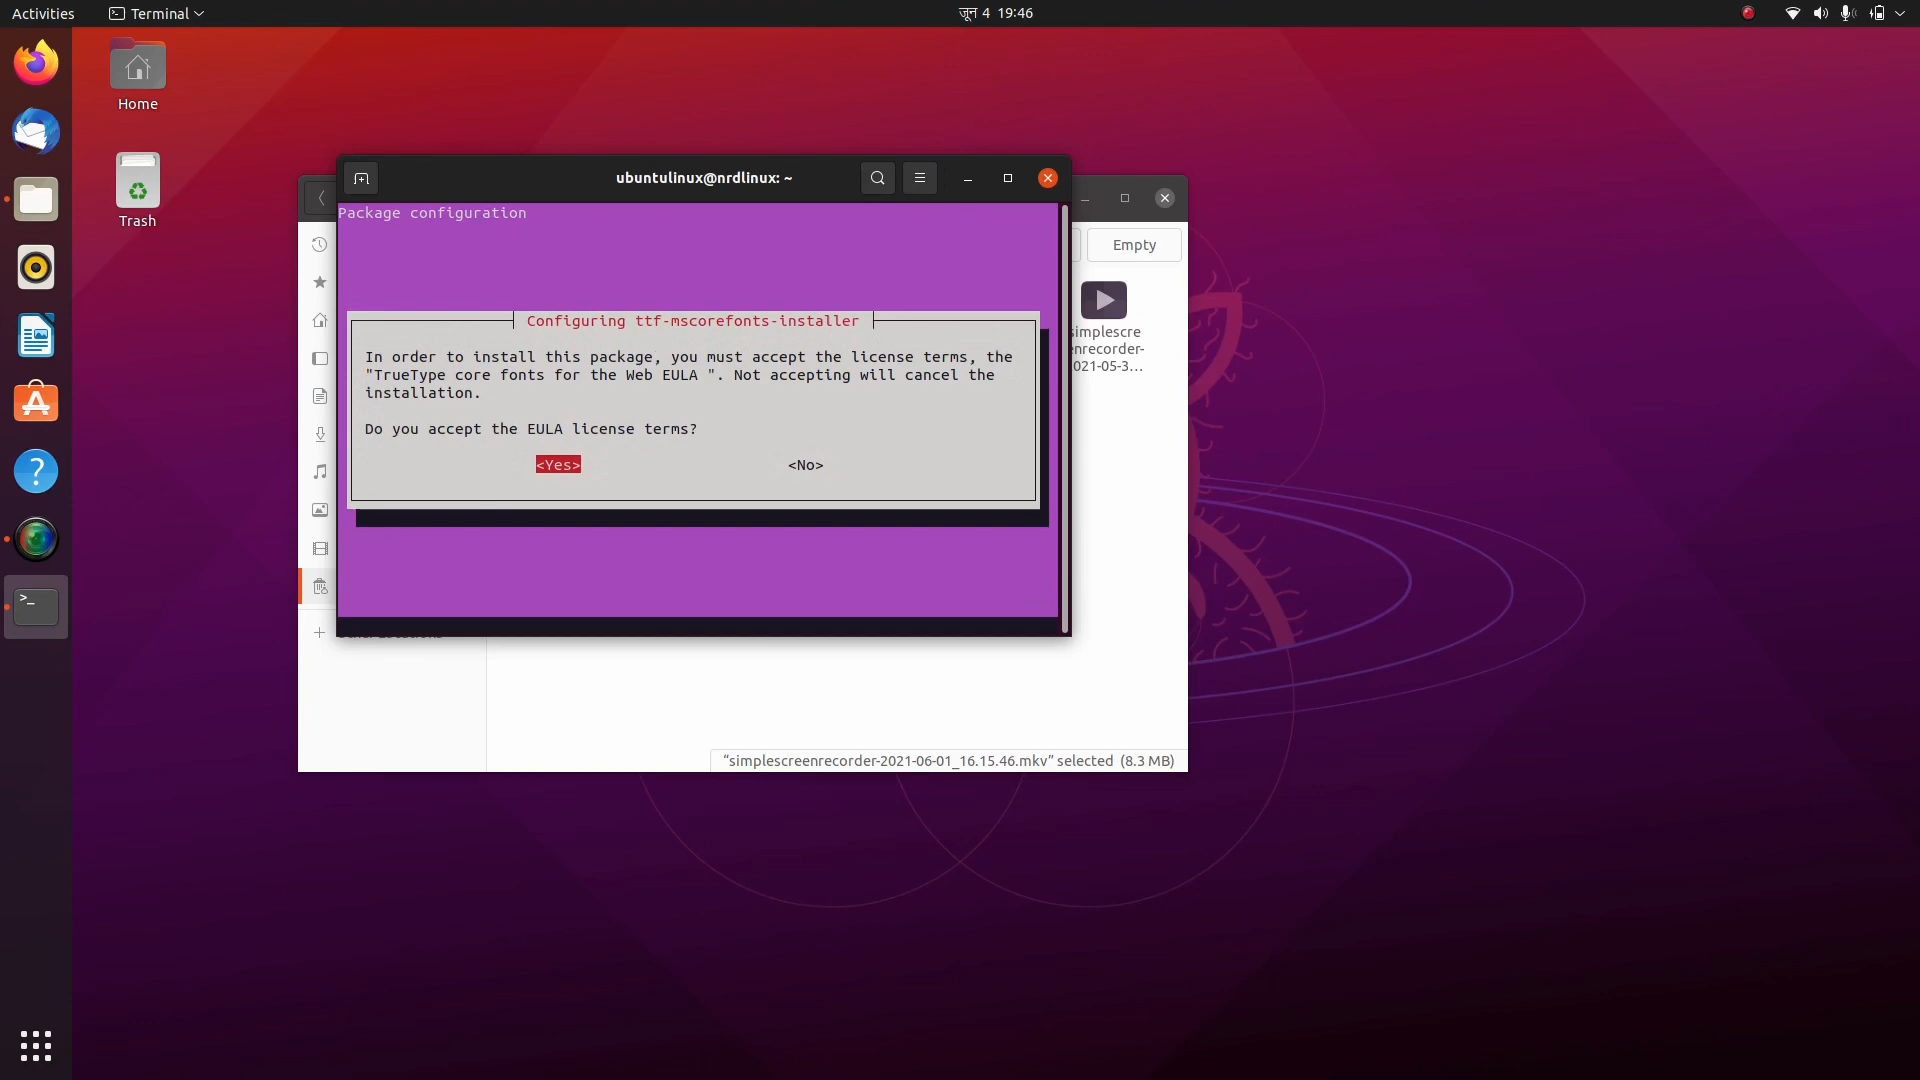 Activities
Terminal
जून 4 19:46
Home
Trash
ubuntulinux@nrdlinux: ~
Package configuration
Configuring ttf-mscorefonts-installer
In order to install this package, you must accept the license terms, the
"TrueType core fonts for the Web EULA ". Not accepting will cancel the
installation.
Do you accept the EULA license terms?
<Yes>
<No>
Empty
simplescre
enrecorder-
021-05-3...
“simplescreenrecorder-2021-06-01_16.15.46.mkv” selected (8.3 MB)